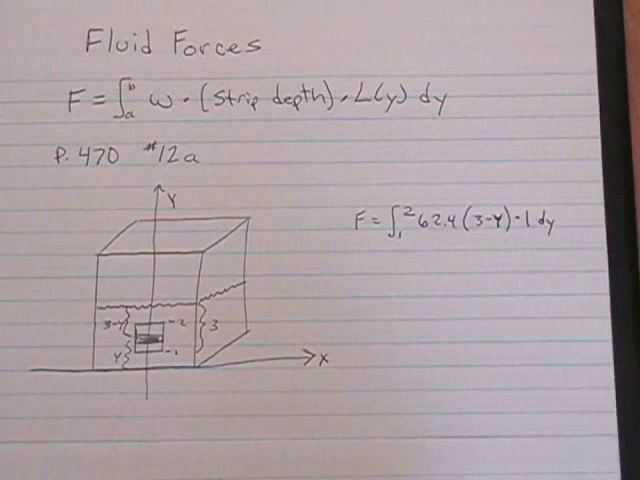 Fluid Forces
F = ∫ₐᵇ ω · (strip depth) · L(y) dy
P. 470 #12a
Y
F = ∫₁² 62.4 (3-y) · 1 dy
3-y
2
3
1
y
X